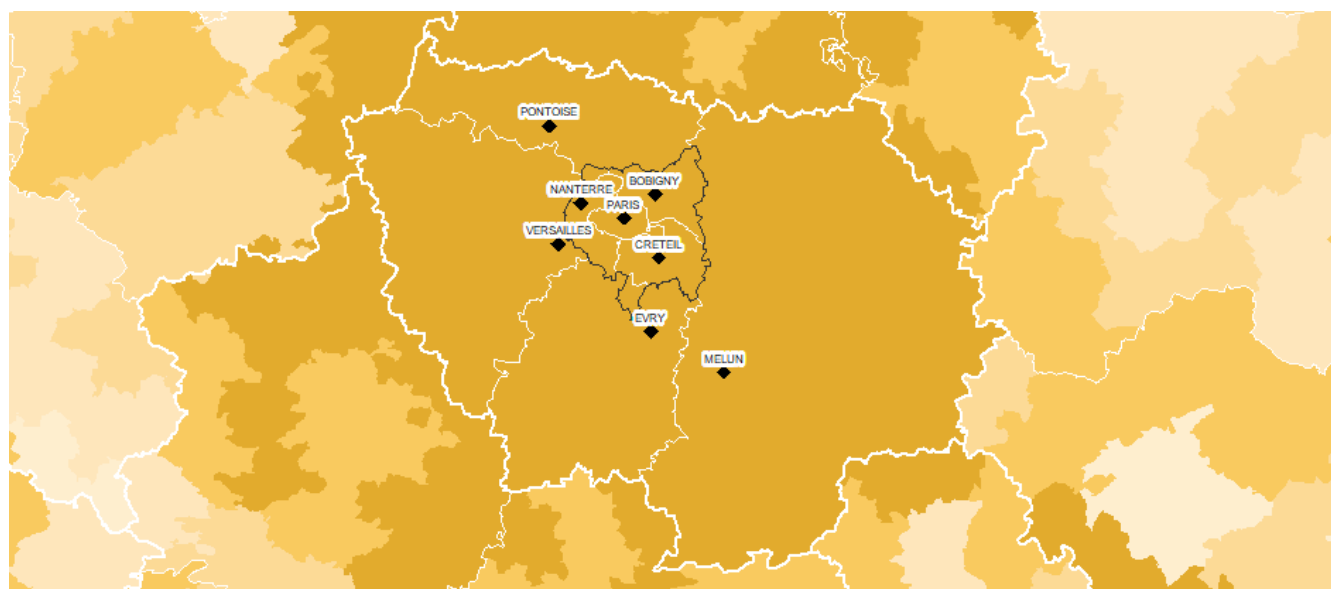 PONTOISE
BOBIGNY
NANTERRE
PARIS
VERSAILLES
CRETEIL
EVRY
MELUN